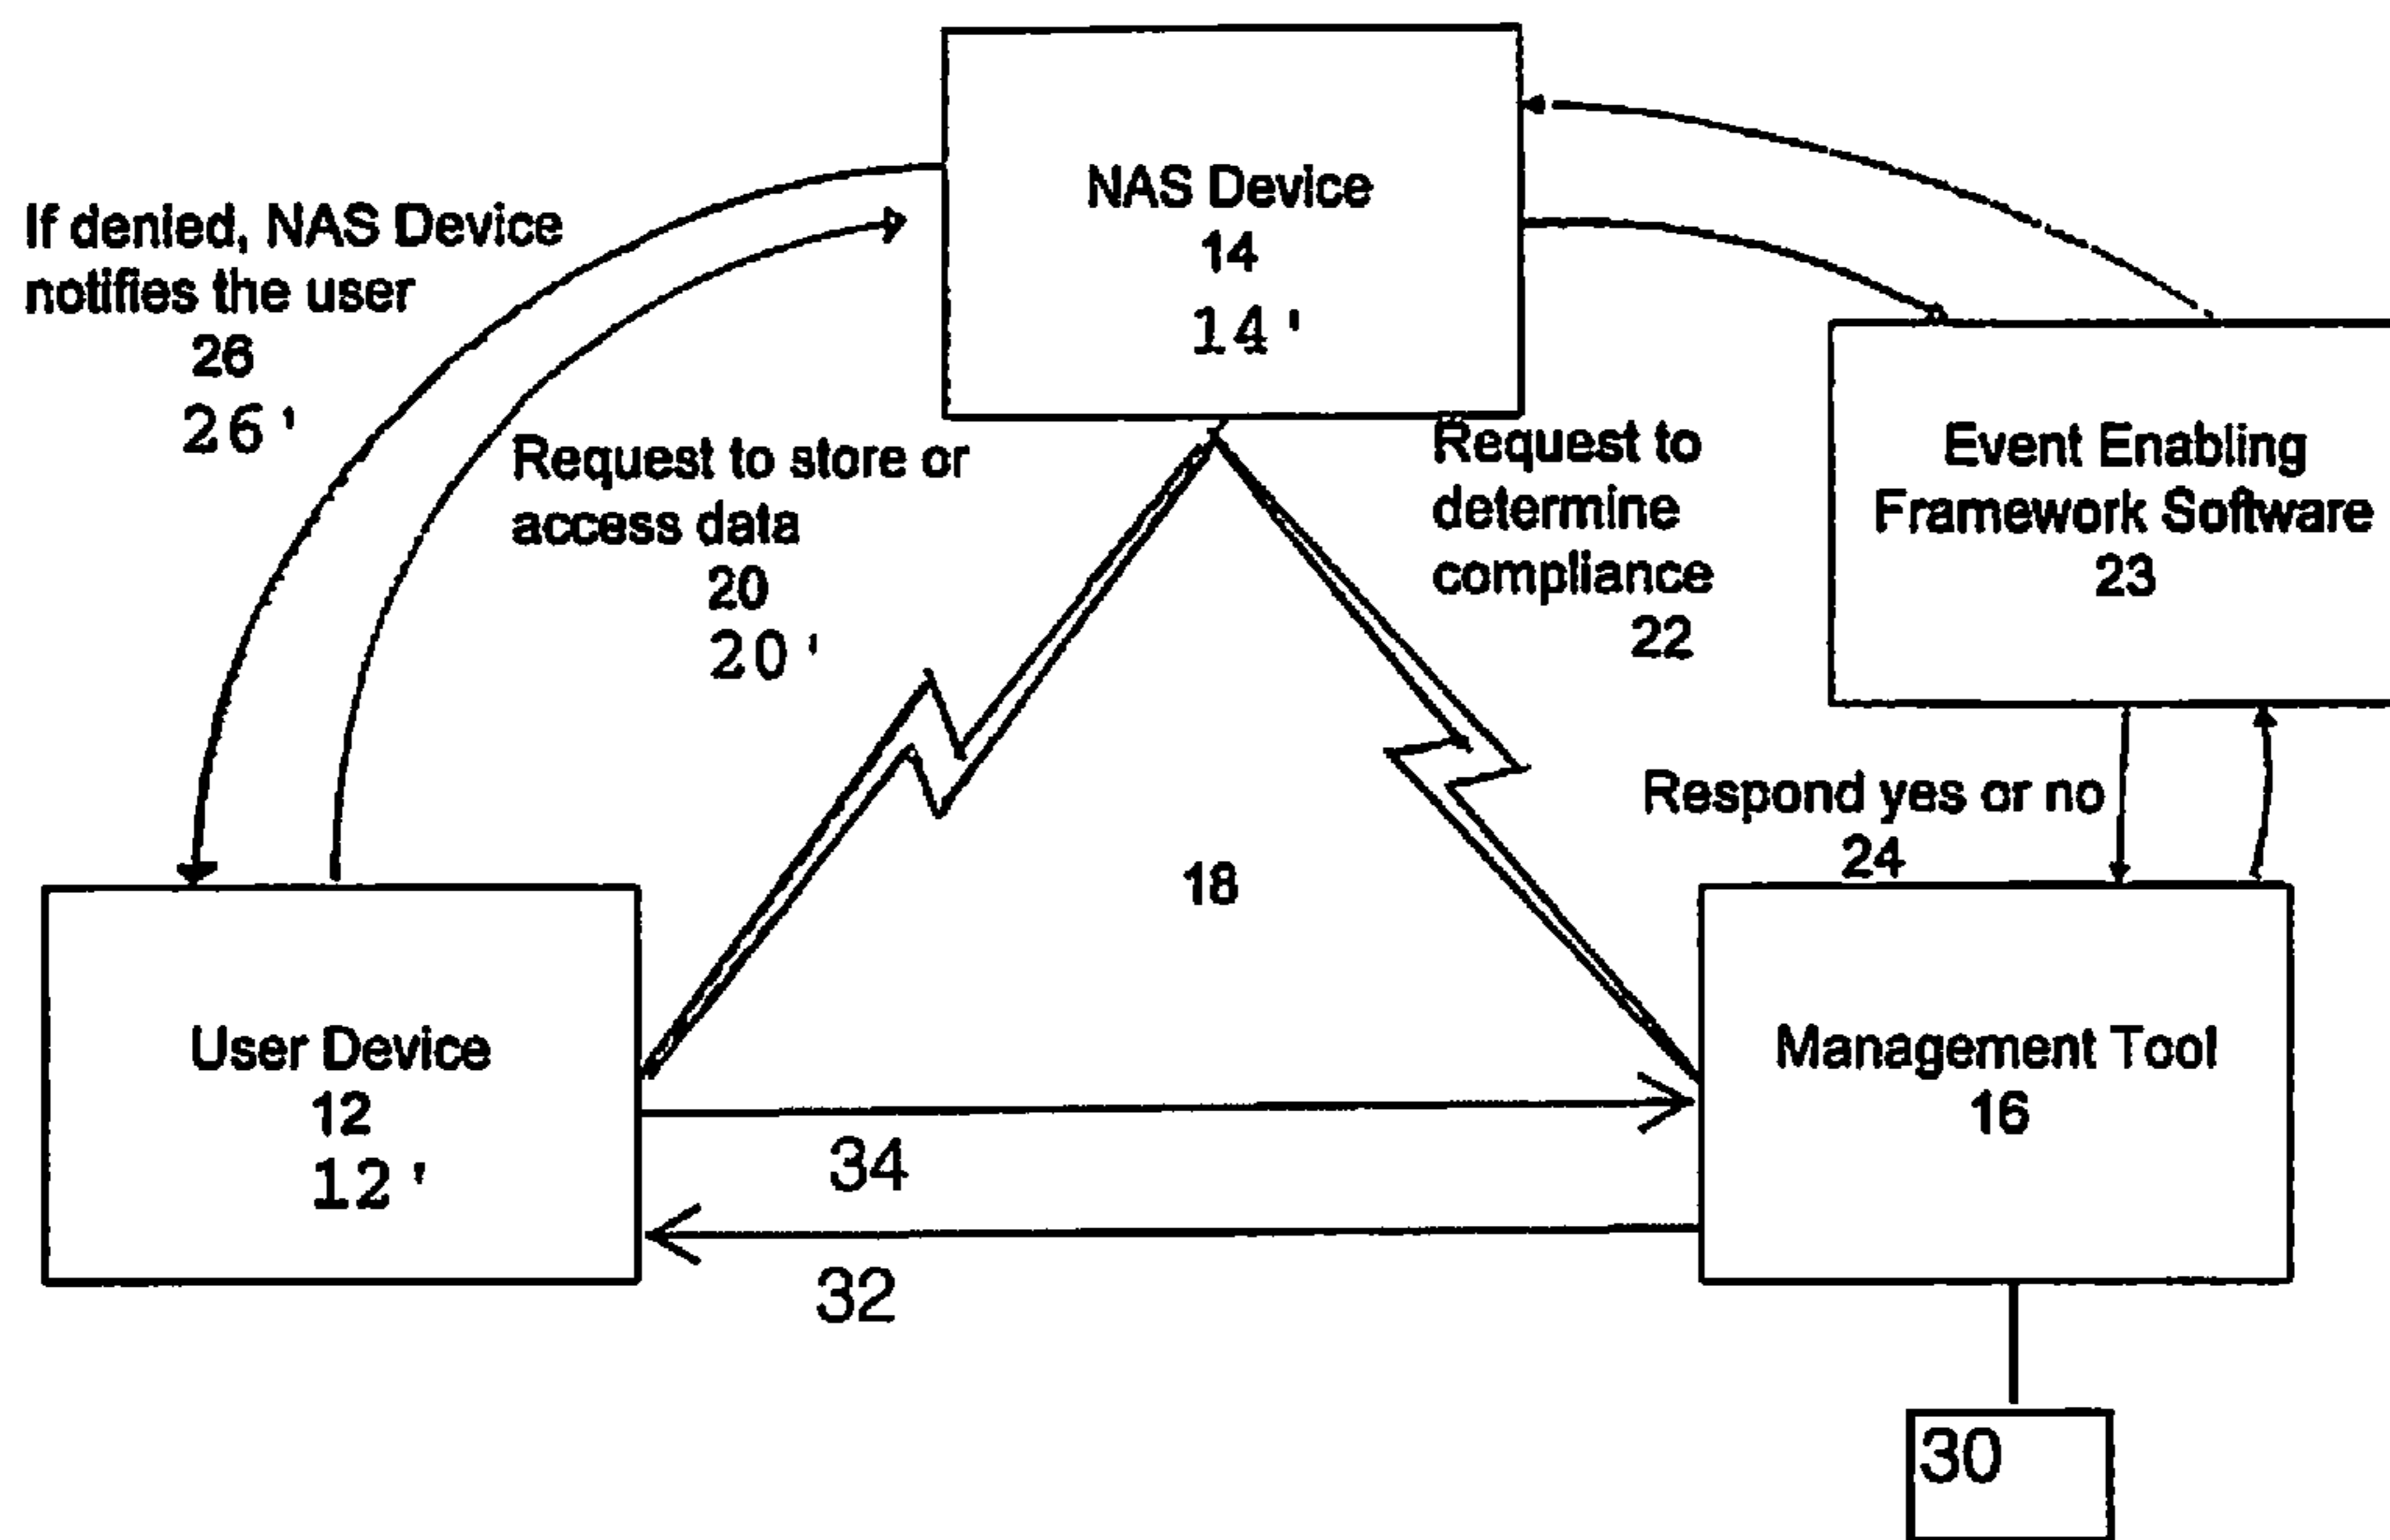 NAS Device
14
14'
If denied, NAS Device
notifies the user
26
26'
Request to store or
access data
20
20'
Request to
determine
compliance
22
Event Enabling
Framework Software
23
Respond yes or no
24
18
User Device
12
12'
Management Tool
16
34
32
30